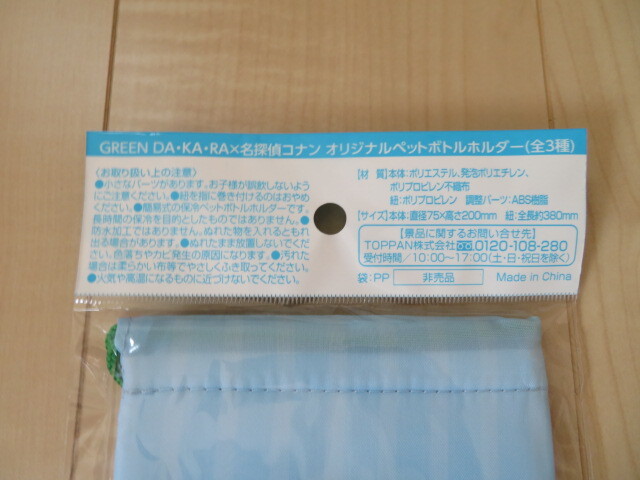 GREEN DA・KA・RA×名探偵コナン オリジナルペットボトルホルダー(全3種)
〈お取り扱い上の注意〉
●小さなパーツがあります。お子様が誤飲しないよう
にご注意ください。●紐を指に巻き付けるのはおやめ
ください。●簡易式の保冷ペットボトルホルダーです。
長時間の保冷を目的としたものではありません。●
防水加工ではありません。ぬれた物を入れるともれ
出る場合があります。●ぬれたまま放置しないでくだ
さい。色落ちやカビ発生の原因になります。●汚れた
場合は柔らかい布等でやさしくふき取ってください。
●火気や高温になるものに近づけないでください。
【材 質】本体:ポリエステル、発泡ポリエチレン、
ポリプロピレン不織布
紐:ポリプロピレン 調整パーツ:ABS樹脂
【サイズ】本体:直径75×高さ200mm 紐:全長約380mm
【景品に関するお問い合せ先】
TOPPAN株式会社 0120-108-280
受付時間/10:00〜17:00(土・日・祝日を除く)
袋:PP 非売品 Made in China